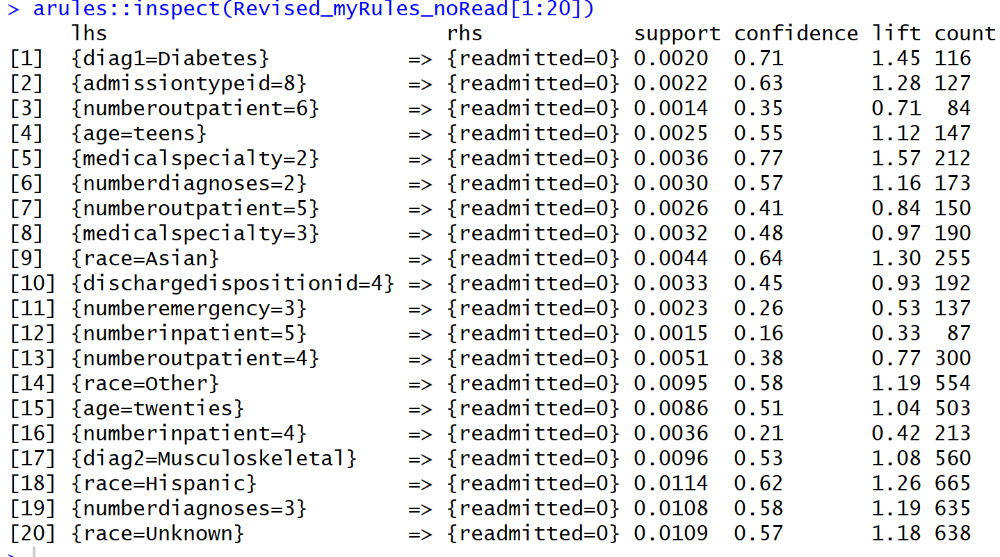 > arules::inspect(Revised_myRules_noRead[1:20])
lhs rhs support confidence lift count
[1] {diag1=Diabetes} => {readmitted=0} 0.0020 0.71 1.45 116
[2] {admissiontypeid=8} => {readmitted=0} 0.0022 0.63 1.28 127
[3] {numberoutpatient=6} => {readmitted=0} 0.0014 0.35 0.71 84
[4] {age=teens} => {readmitted=0} 0.0025 0.55 1.12 147
[5] {medicalspecialty=2} => {readmitted=0} 0.0036 0.77 1.57 212
[6] {numberdiagnoses=2} => {readmitted=0} 0.0030 0.57 1.16 173
[7] {numberoutpatient=5} => {readmitted=0} 0.0026 0.41 0.84 150
[8] {medicalspecialty=3} => {readmitted=0} 0.0032 0.48 0.97 190
[9] {race=Asian} => {readmitted=0} 0.0044 0.64 1.30 255
[10] {dischargedispositionid=4} => {readmitted=0} 0.0033 0.45 0.93 192
[11] {numberemergency=3} => {readmitted=0} 0.0023 0.26 0.53 137
[12] {numberinpatient=5} => {readmitted=0} 0.0015 0.16 0.33 87
[13] {numberoutpatient=4} => {readmitted=0} 0.0051 0.38 0.77 300
[14] {race=Other} => {readmitted=0} 0.0095 0.58 1.19 554
[15] {age=twenties} => {readmitted=0} 0.0086 0.51 1.04 503
[16] {numberinpatient=4} => {readmitted=0} 0.0036 0.21 0.42 213
[17] {diag2=Musculoskeletal} => {readmitted=0} 0.0096 0.53 1.08 560
[18] {race=Hispanic} => {readmitted=0} 0.0114 0.62 1.26 665
[19] {numberdiagnoses=3} => {readmitted=0} 0.0108 0.58 1.19 635
[20] {race=Unknown} => {readmitted=0} 0.0109 0.57 1.18 638
>